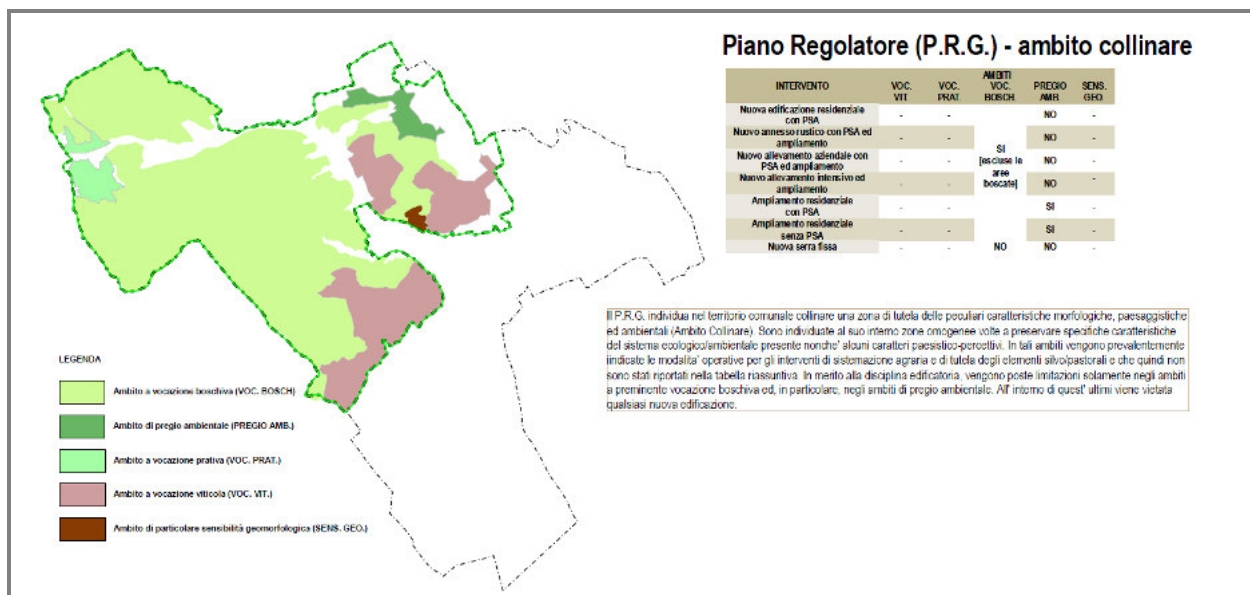 Piano Regolatore (P.R.G.) - ambito collinare
AMBITI
INTERVENTO VOC. VIT. VOC. PRAT. VOC. BOSCH. PREGIO AMB. SENS. GEO.
Nuova edificazione residenziale con PSA - - NO -
Nuovo annesso rustico con PSA ed ampliamento - - NO -
Nuovo allevamento aziendale con PSA ed ampliamento - - SI [escluse le aree boscate] NO -
Nuovo allevamento intensivo ed ampliamento - - NO -
Ampliamento residenziale con PSA - - SI -
Ampliamento residenziale senza PSA - - SI -
Nuova serra fissa - - NO NO -
Il P.R.G. individua nel territorio comunale collinare una zona di tutela delle peculiari caratteristiche morfologiche, paesaggistiche
ed ambientali (Ambito Collinare). Sono individuate al suo interno zone omogenee volte a preservare specifiche caratteristiche
del sistema ecologico/ambientale presente nonche' alcuni caratteri paesistico-percettivi. In tali ambiti vengono prevalentemente
indicate le modalita' operative per gli interventi di sistemazione agraria e di tutela degli elementi silvo/pastorali e che quindi non
sono stati riportati nella tabella riassuntiva. In merito alla disciplina edificatoria, vengono poste limitazioni solamente negli ambiti
a preminente vocazione boschiva ed, in particolare, negli ambiti di pregio ambientale. All' interno di quest' ultimi viene vietata
qualsiasi nuova edificazione.
LEGENDA
Ambito a vocazione boschiva (VOC. BOSCH)
Ambito di pregio ambientale (PREGIO AMB.)
Ambito a vocazione prativa (VOC. PRAT.)
Ambito a vocazione viticola (VOC. VIT.)
Ambito di particolare sensibilità geomorfologica (SENS. GEO.)